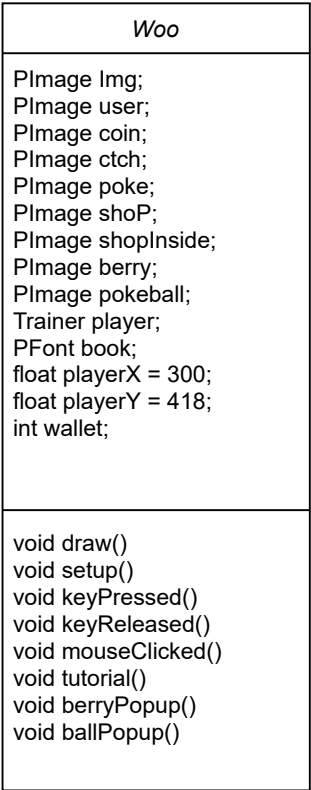 Woo
PImage Img;
PImage user;
PImage coin;
PImage ctch;
PImage poke;
PImage shoP;
PImage shopInside;
PImage berry;
PImage pokeball;
Trainer player;
PFont book;
float playerX = 300;
float playerY = 418;
int wallet;
void draw()
void setup()
void keyPressed()
void keyReleased()
void mouseClicked()
void tutorial()
void berryPopup()
void ballPopup()